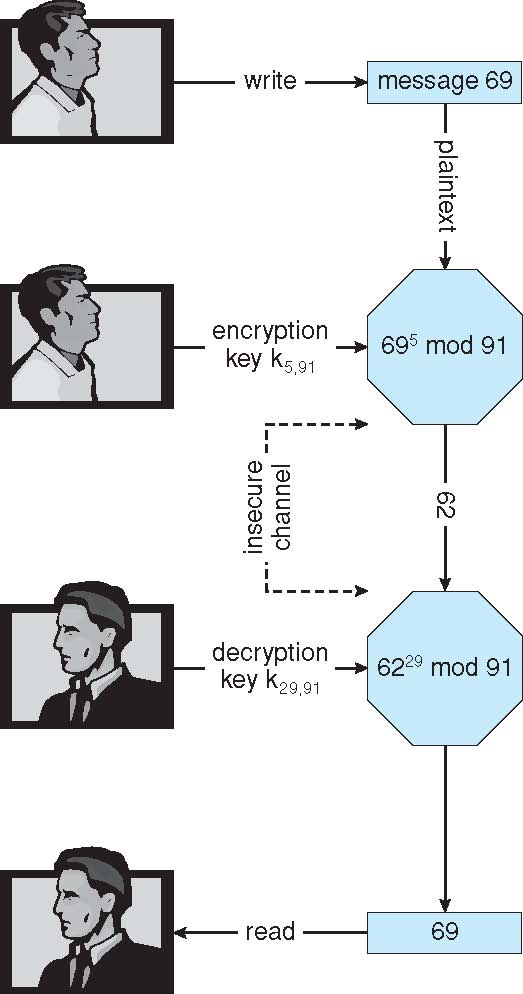 write
message 69
plaintext
encryption
key k₅,₉₁
69⁵ mod 91
insecure
channel
62
decryption
key k₂₉,₉₁
62²⁹ mod 91
read
69